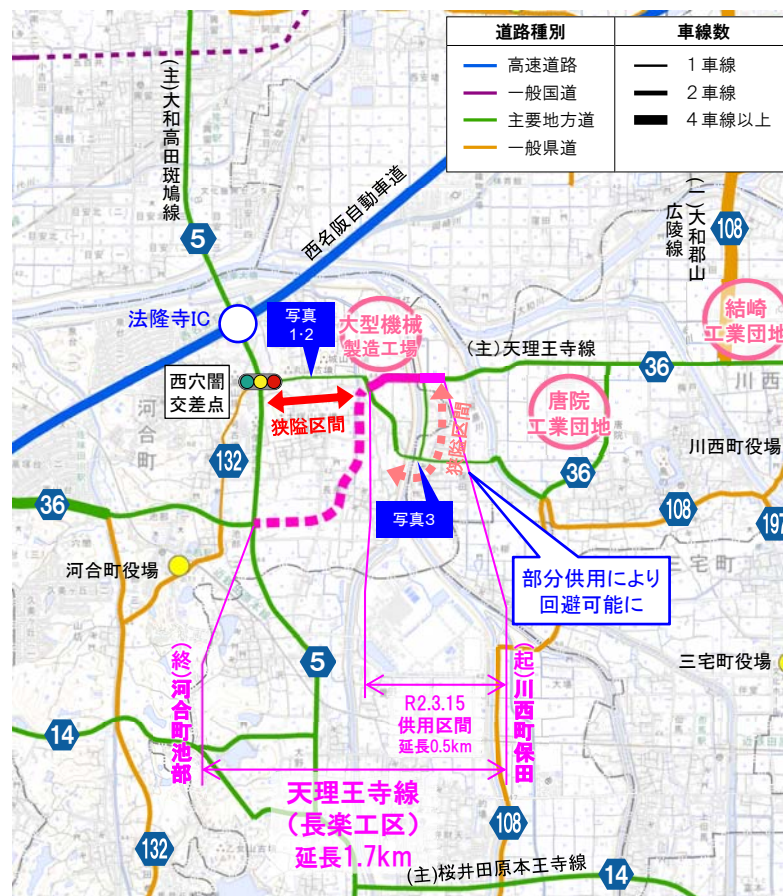 道路種別
車線数
高速道路
一般国道
主要地方道
一般県道
1車線
2車線
4車線以上
(主)大和高田斑鳩線
5
西名阪自動車道
(一)大和郡山
広陵線
108
法隆寺IC
写真
1・2
大型機械
製造工場
結崎
工業団地
(主)天理王寺線
36
西穴闇
交差点
狭隘区間
唐院
工業団地
川西
河合町
132
狭隘区間
川西町役場
36
36
写真3
108
197
河合町役場
部分供用により
回避可能に
三宅町
三宅町役場
5
(終)河合町池部
R2.3.15
供用区間
延長0.5km
(起)川西町保田
14
天理王寺線
(長楽工区)
延長1.7km
132
108
(主)桜井田原本王寺線
14